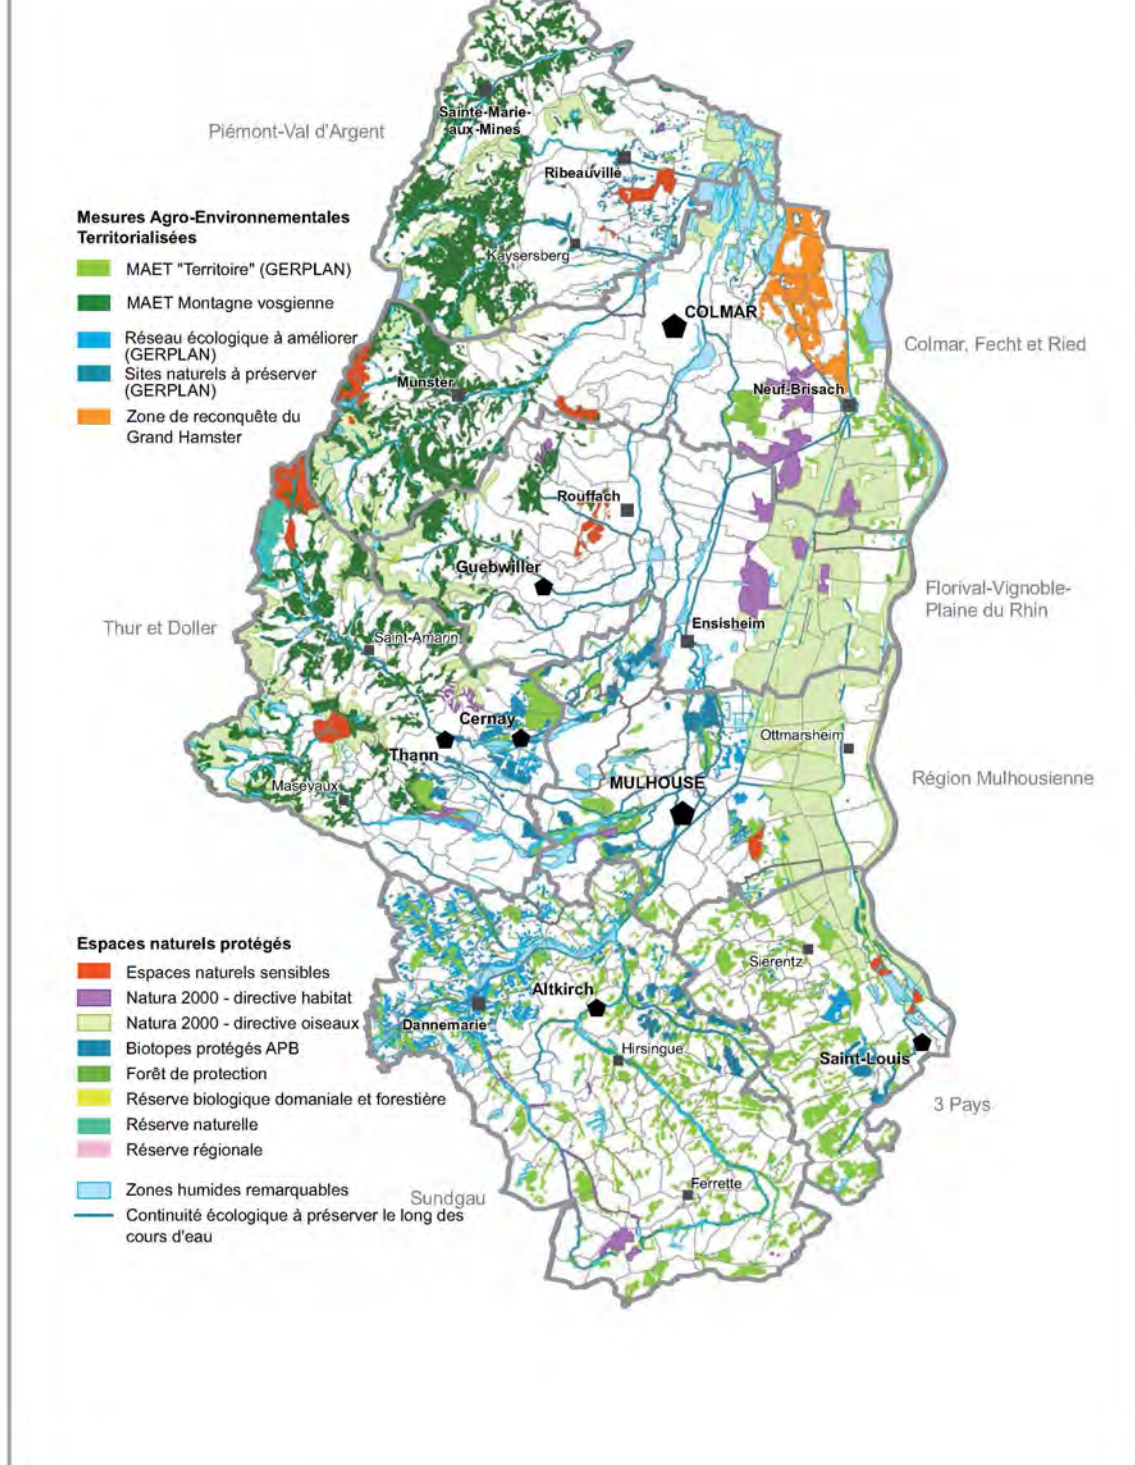 Sainte-Marie-
aux-Mines
Piémont-Val d'Argent
Ribeauvillé
Mesures Agro-Environnementales
Territorialisées
MAET "Territoire" (GERPLAN)
MAET Montagne vosgienne
Réseau écologique à améliorer
(GERPLAN)
Sites naturels à préserver
(GERPLAN)
Zone de reconquête du
Grand Hamster
Kaysersberg
COLMAR
Colmar, Fecht et Ried
Munster
Neuf-Brisach
Rouffach
Guebwiller
Florival-Vignoble-
Plaine du Rhin
Thur et Doller
Ensisheim
Saint-Amarin
Cernay
Thann
Ottmarsheim
Région Mulhousienne
MULHOUSE
Masevaux
Espaces naturels protégés
Espaces naturels sensibles
Natura 2000 - directive habitat
Natura 2000 - directive oiseaux
Biotopes protégés APB
Forêt de protection
Réserve biologique domaniale et forestière
Réserve naturelle
Réserve régionale
Zones humides remarquables
Continuité écologique à préserver le long des
cours d'eau
Sierentz
Altkirch
Dannemarie
Hirsingue
Saint-Louis
3 Pays
Ferrette
Sundgau